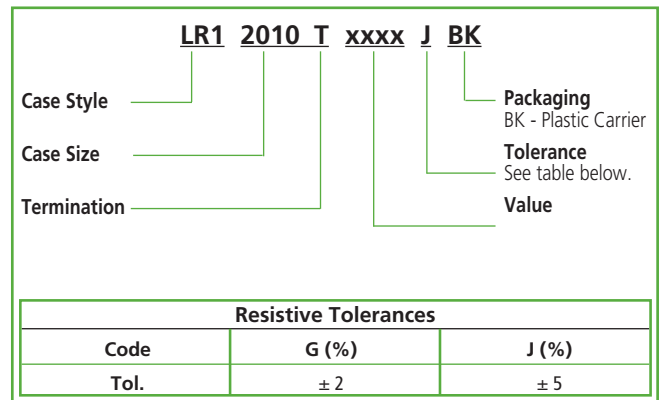 LR1 2010 T xxxx J BK
Case Style
Case Size
Termination
Packaging
BK - Plastic Carrier
Tolerance
See table below.
Value
Resistive Tolerances
Code G (%) J (%)
Tol. ± 2 ± 5